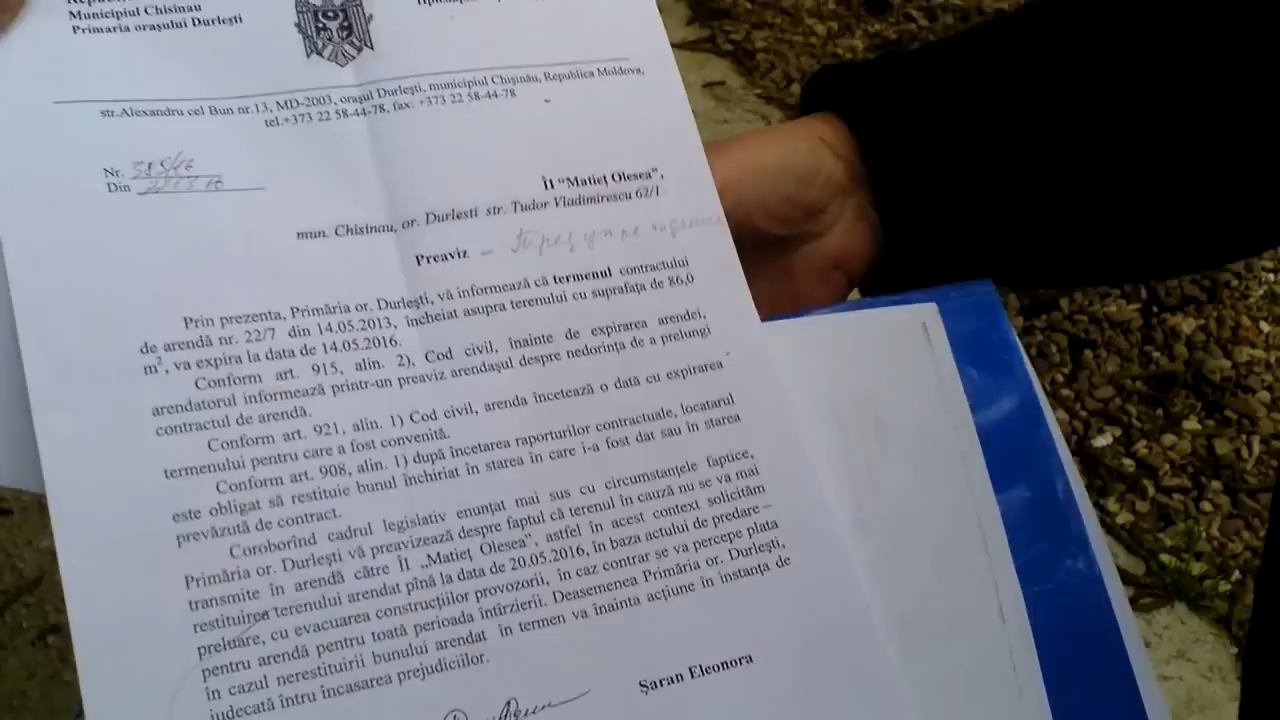 Municipiul Chisinau
Primaria orașului Durlești
str.Alexandru cel Bun nr.13, MD-2003, orașul Durlești, municipiul Chișinău, Republica Moldova,
tel.+373 22 58-44-78, fax: +373 22 58-44-78
Nr.
Din
ÎI “Matieț Olesea”,
mun. Chisinau, or. Durlesti str. Tudor Vladimirescu 62/1
Preaviz
Prin prezenta, Primăria or. Durlești, vă informează că termenul contractului
de arendă nr. 22/7 din 14.05.2013, încheiat asupra terenului cu suprafața de 86,0
m², va expira la data de 14.05.2016.
Conform art. 915, alin. 2), Cod civil, înainte de expirarea arendei,
arendatorul informează printr-un preaviz arendașul despre nedorința de a prelungi
contractul de arendă.
Conform art. 921, alin. 1) Cod civil, arenda încetează o dată cu expirarea
termenului pentru care a fost convenită.
Conform art. 908, alin. 1) după încetarea raporturilor contractuale, locatarul
este obligat să restituie bunul închiriat în starea în care i-a fost dat sau în starea
prevăzută de contract.
Coroborînd cadrul legislativ enunțat mai sus cu circumstanțele faptice,
Primăria or. Durlești vă preavizează despre faptul că terenul în cauză nu se va mai
transmite în arendă către ÎI „Matieț Olesea”, astfel în acest context solicităm
restituirea terenului arendat pînă la data de 20.05.2016, în baza actului de predare –
preluare, cu evacuarea construcțiilor provozorii, în caz contrar se va percepe plata
pentru arendă pentru toată perioada întîrzierii. Deasemenea Primăria or. Durlești,
în cazul nerestituirii bunului arendat în termen va înainta acțiune în instanța de
judecată întru încasarea prejudiciilor.
Șaran Eleonora